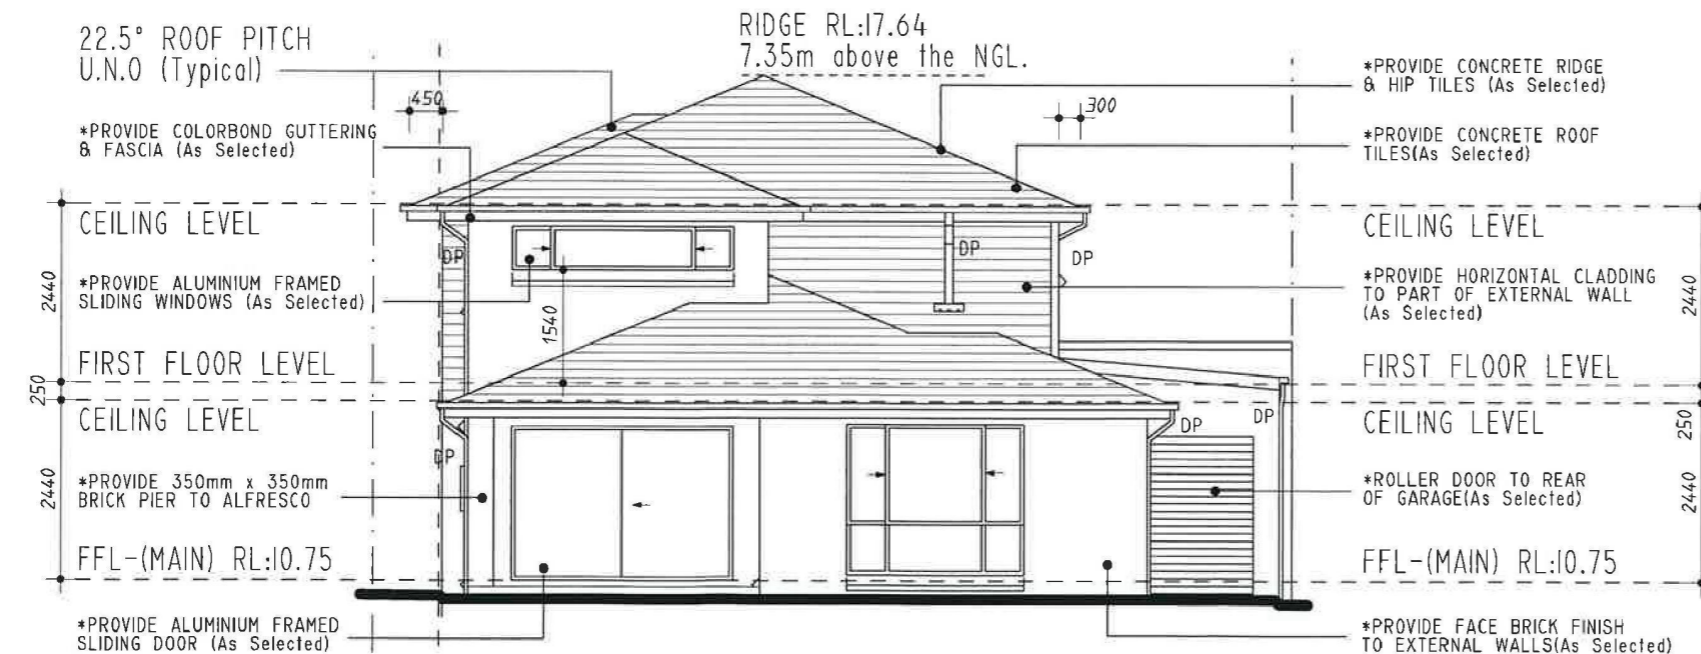 22.5° ROOF PITCH
U.N.O (Typical)
RIDGE RL:17.64
7.35m above the NGL.
*PROVIDE CONCRETE RIDGE
& HIP TILES (As Selected)
450
300
*PROVIDE COLORBOND GUTTERING
& FASCIA (As Selected)
*PROVIDE CONCRETE ROOF
TILES(As Selected)
CEILING LEVEL
CEILING LEVEL
DP
DP
DP
2440
*PROVIDE ALUMINIUM FRAMED
SLIDING WINDOWS (As Selected)
*PROVIDE HORIZONTAL CLADDING
TO PART OF EXTERNAL WALL
(As Selected)
2440
1540
FIRST FLOOR LEVEL
FIRST FLOOR LEVEL
250
CEILING LEVEL
CEILING LEVEL
250
DP
DP
DP
2440
*PROVIDE 350mm x 350mm
BRICK PIER TO ALFRESCO
*ROLLER DOOR TO REAR
OF GARAGE(As Selected)
2440
FFL-(MAIN) RL:10.75
FFL-(MAIN) RL:10.75
*PROVIDE ALUMINIUM FRAMED
SLIDING DOOR (As Selected)
*PROVIDE FACE BRICK FINISH
TO EXTERNAL WALLS(As Selected)